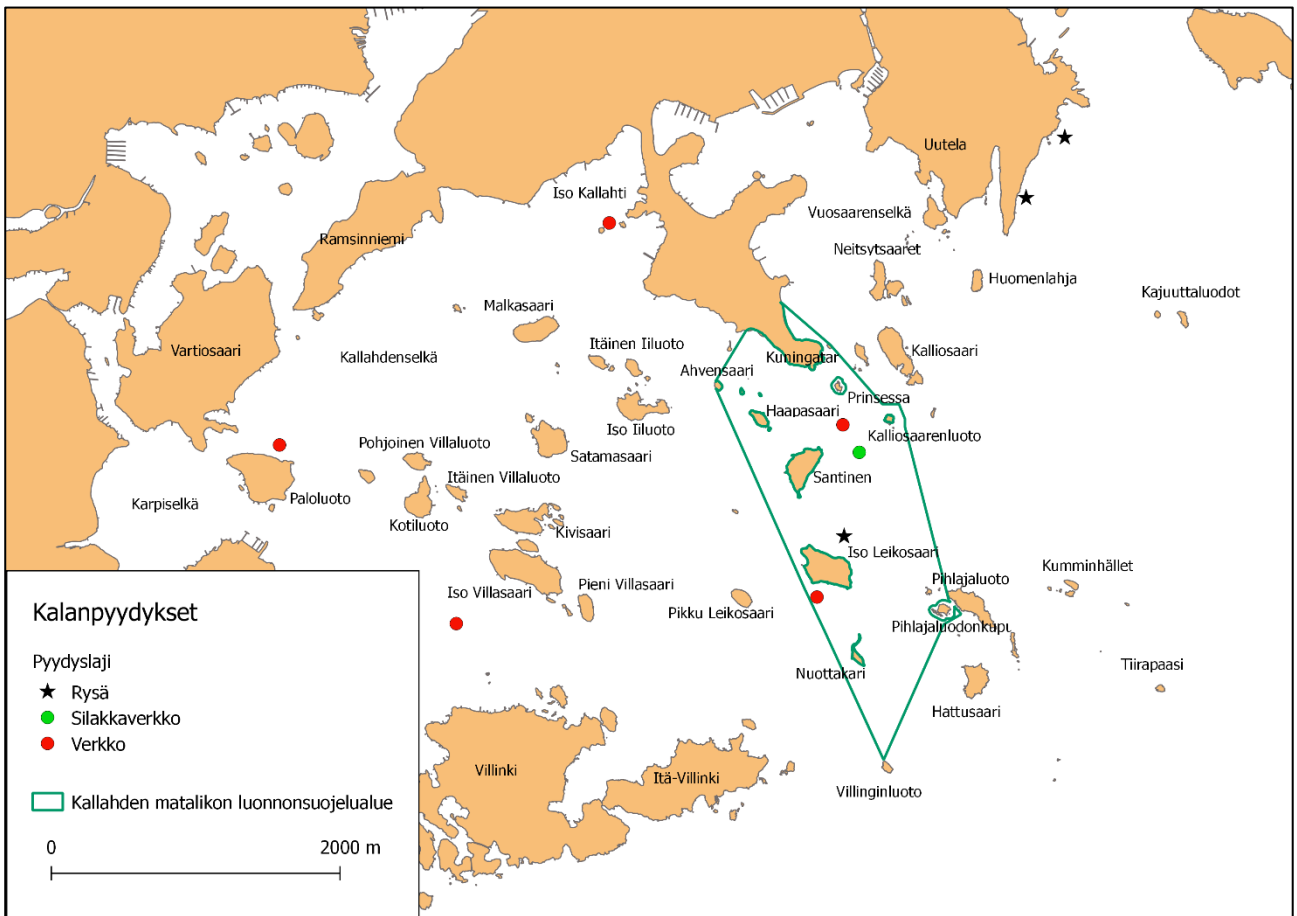 Uutela
Iso Kallahti
Vuosaarenselkä
Ramsinniemi
Neitsytsaaret
Huomenlahja
Kajuuttaluodot
Malkasaari
Vartiosaari
Kallahdenselkä
Itäinen Iiluoto
Kuningatar
Kalliosaari
Ahvensaari
Prinsessa
Haapasaari
Iso Iiluoto
Kalliosaarenluoto
Pohjoinen Villaluoto
Satamasaari
Santinen
Itäinen Villaluoto
Karpiselkä
Paloluoto
Kotiluoto
Kivisaari
Iso Leikosaari
Kumminhället
Pihlajaluoto
Iso Villasaari
Pieni Villasaari
Pikku Leikosaari
Pihlajaluodonkupu
Tiirapaasi
Nuottakari
Hattusaari
Villinki
Itä-Villinki
Villinginluoto
Kalanpyydykset
Pyydyslaji
Rysä
Silakkaverkko
Verkko
Kallahden matalikon luonnonsuojelualue
0 2000 m